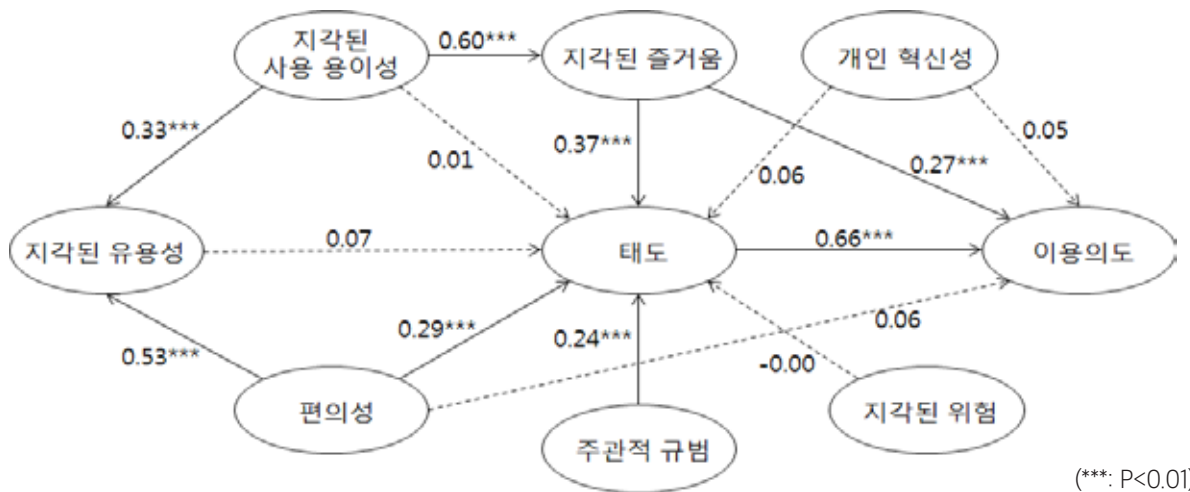 지각된
사용 용이성
0.60***
지각된 즐거움
개인 혁신성
0.33***
0.01
0.37***
0.06
0.27***
0.05
지각된 유용성
0.07
태도
0.66***
이용의도
0.53***
0.29***
0.24***
-0.00
0.06
편의성
주관적 규범
지각된 위험
(***: P<0.01)